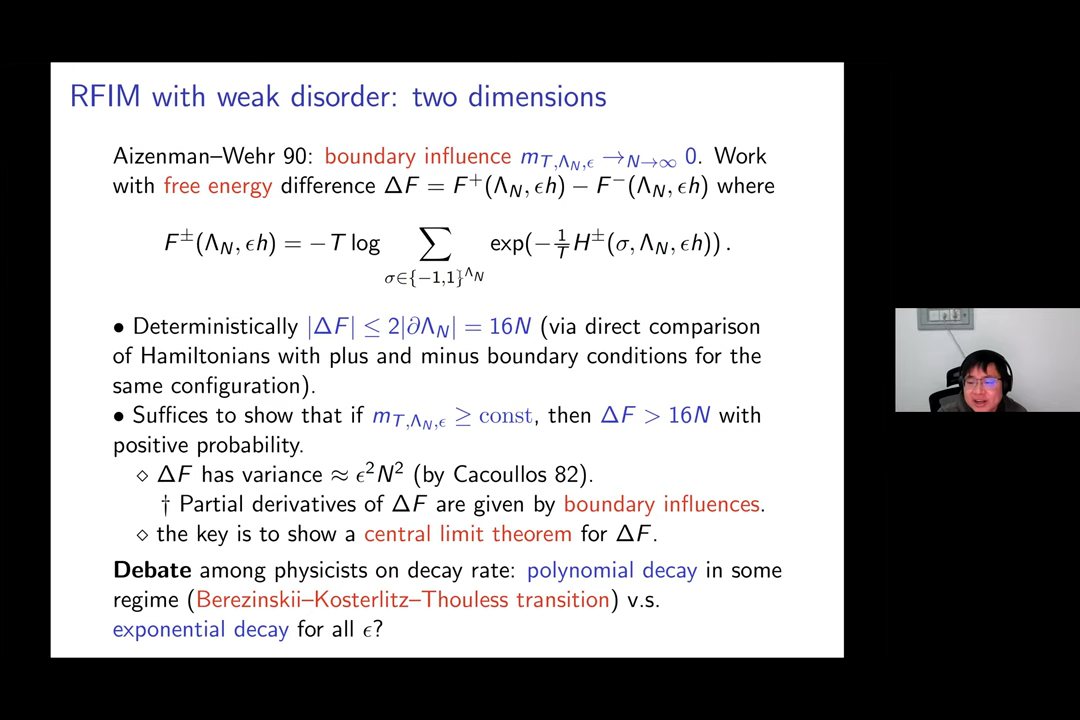 RFIM with weak disorder: two dimensions
Aizenman–Wehr 90: boundary influence m_{T,Λ_N,ϵ} →_{N→∞} 0. Work
with free energy difference ΔF = F⁺(Λ_N, ϵh) − F⁻(Λ_N, ϵh) where
F^±(Λ_N, ϵh) = −T log ∑_{σ∈{−1,1}^{Λ_N}} exp(−\frac{1}{T}H^±(σ, Λ_N, ϵh)).
• Deterministically |ΔF| ≤ 2|∂Λ_N| = 16N (via direct comparison
of Hamiltonians with plus and minus boundary conditions for the
same configuration).
• Suffices to show that if m_{T,Λ_N,ϵ} ≥ const, then ΔF > 16N with
positive probability.
⋄ ΔF has variance ≈ ϵ²N² (by Cacoullos 82).
† Partial derivatives of ΔF are given by boundary influences.
⋄ the key is to show a central limit theorem for ΔF.
Debate among physicists on decay rate: polynomial decay in some
regime (Berezinskii–Kosterlitz–Thouless transition) v.s.
exponential decay for all ϵ?